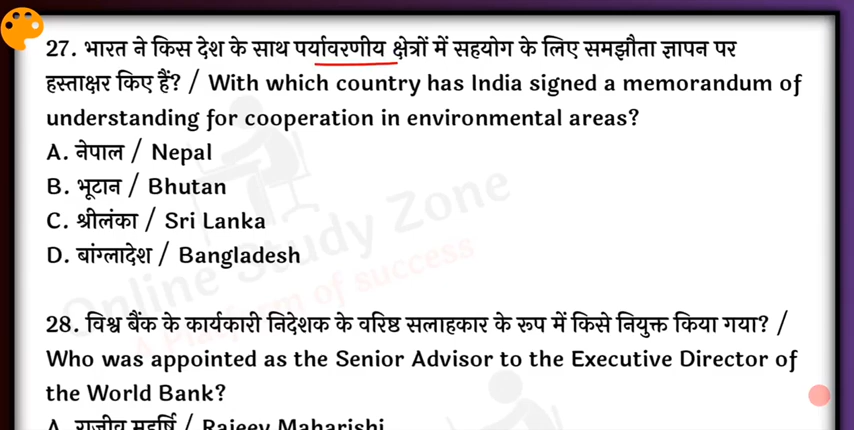 27. भारत ने किस देश के साथ पर्यावरणीय क्षेत्रों में सहयोग के लिए समझौता ज्ञापन पर
हस्ताक्षर किए हैं? / With which country has India signed a memorandum of
understanding for cooperation in environmental areas?
A. नेपाल / Nepal
B. भूटान / Bhutan
C. श्रीलंका / Sri Lanka
D. बांग्लादेश / Bangladesh
Online Study Zone
A Platform of success
28. विश्व बैंक के कार्यकारी निदेशक के वरिष्ठ सलाहकार के रूप में किसे नियुक्त किया गया? /
Who was appointed as the Senior Advisor to the Executive Director of
the World Bank?
A. राजीव महर्षि / Rajeev Maharishi